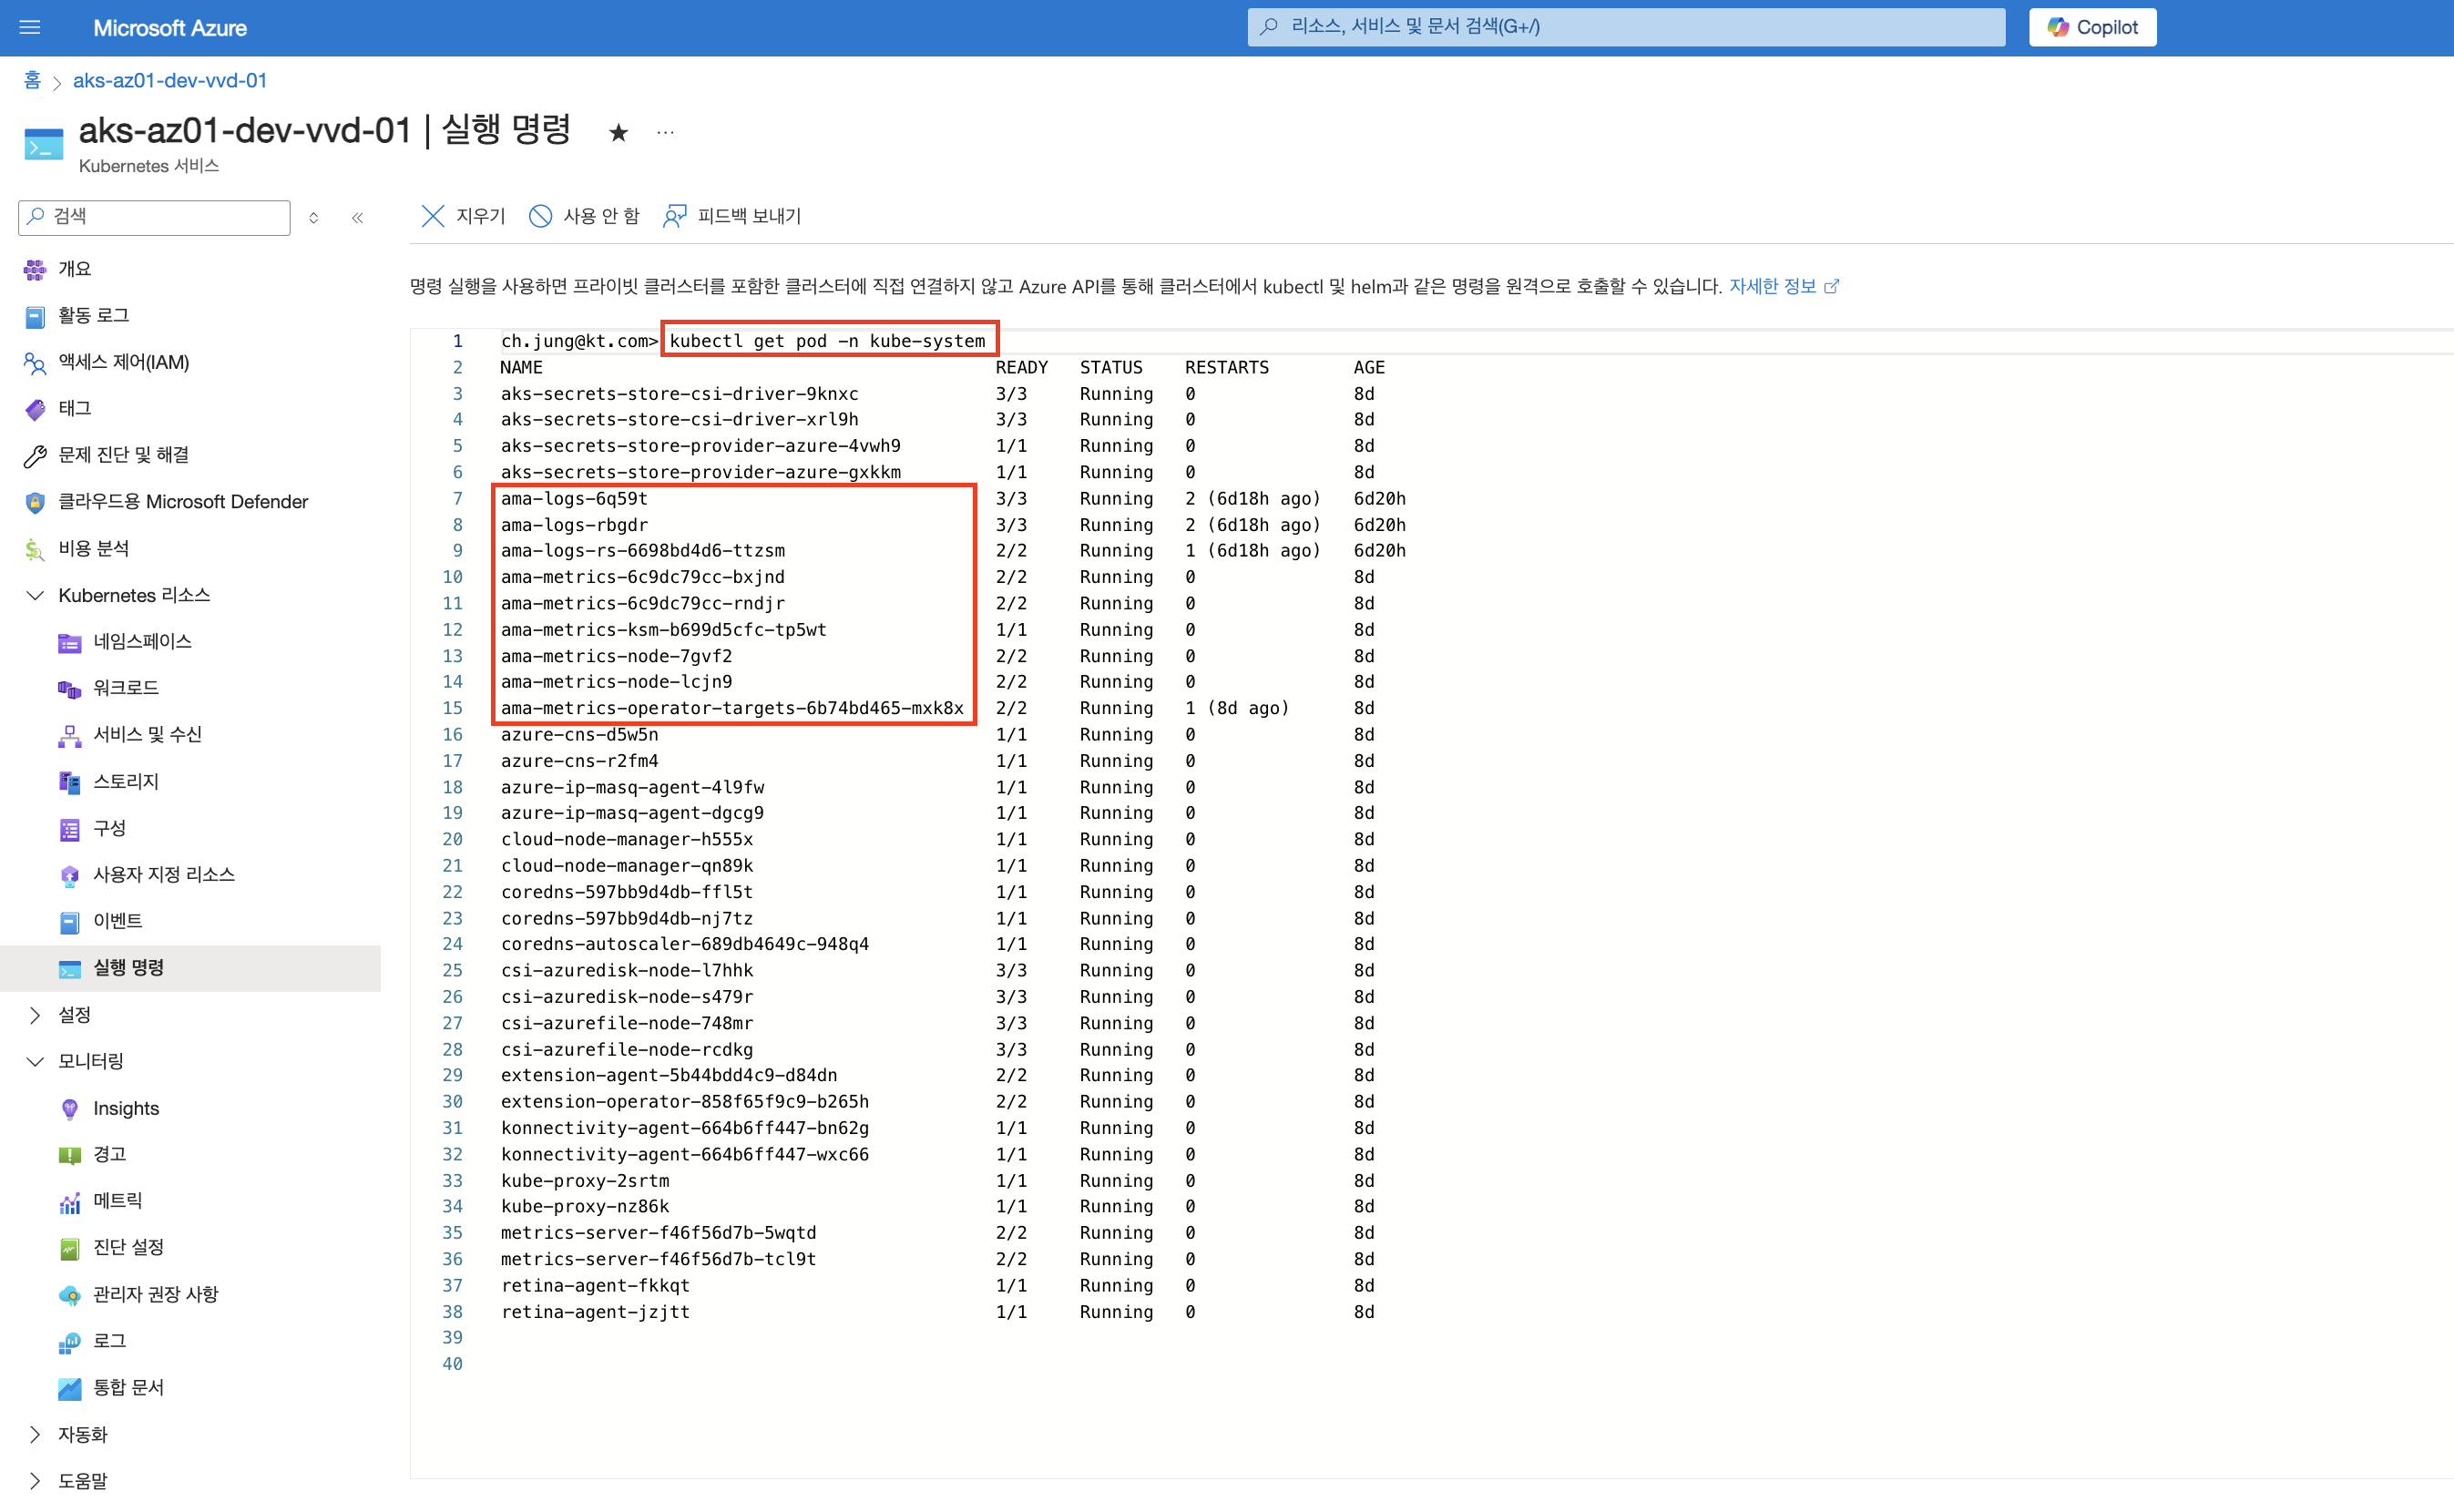 Microsoft Azure
리소스, 서비스 및 문서 검색(G+/)
Copilot
홈 > aks-az01-dev-vvd-01
aks-az01-dev-vvd-01 | 실행 명령
Kubernetes 서비스
검색
지우기
사용 안 함
피드백 보내기
개요
활동 로그
액세스 제어(IAM)
태그
문제 진단 및 해결
클라우드용 Microsoft Defender
비용 분석
Kubernetes 리소스
네임스페이스
워크로드
서비스 및 수신
스토리지
구성
사용자 지정 리소스
이벤트
실행 명령
설정
모니터링
Insights
경고
메트릭
진단 설정
관리자 권장 사항
로그
통합 문서
자동화
도움말
명령 실행을 사용하면 프라이빗 클러스터를 포함한 클러스터에 직접 연결하지 않고 Azure API를 통해 클러스터에서 kubectl 및 helm과 같은 명령을 원격으로 호출할 수 있습니다. 자세한 정보
1 ch.jung@kt.com> kubectl get pod -n kube-system
2 NAME READY STATUS RESTARTS AGE
3 aks-secrets-store-csi-driver-9knxc 3/3 Running 0 8d
4 aks-secrets-store-csi-driver-xrl9h 3/3 Running 0 8d
5 aks-secrets-store-provider-azure-4vwh9 1/1 Running 0 8d
6 aks-secrets-store-provider-azure-gxkkm 1/1 Running 0 8d
7 ama-logs-6q59t 3/3 Running 2 (6d18h ago) 6d20h
8 ama-logs-rbgdr 3/3 Running 2 (6d18h ago) 6d20h
9 ama-logs-rs-6698bd4d6-ttzsm 2/2 Running 1 (6d18h ago) 6d20h
10 ama-metrics-6c9dc79cc-bxjnd 2/2 Running 0 8d
11 ama-metrics-6c9dc79cc-rndjr 2/2 Running 0 8d
12 ama-metrics-ksm-b699d5cfc-tp5wt 1/1 Running 0 8d
13 ama-metrics-node-7gvf2 2/2 Running 0 8d
14 ama-metrics-node-lcjn9 2/2 Running 0 8d
15 ama-metrics-operator-targets-6b74bd465-mxk8x 2/2 Running 1 (8d ago) 8d
16 azure-cns-d5w5n 1/1 Running 0 8d
17 azure-cns-r2fm4 1/1 Running 0 8d
18 azure-ip-masq-agent-4l9fw 1/1 Running 0 8d
19 azure-ip-masq-agent-dgcg9 1/1 Running 0 8d
20 cloud-node-manager-h555x 1/1 Running 0 8d
21 cloud-node-manager-qn89k 1/1 Running 0 8d
22 coredns-597bb9d4db-ffl5t 1/1 Running 0 8d
23 coredns-597bb9d4db-nj7tz 1/1 Running 0 8d
24 coredns-autoscaler-689db4649c-948q4 1/1 Running 0 8d
25 csi-azuredisk-node-l7hhk 3/3 Running 0 8d
26 csi-azuredisk-node-s479r 3/3 Running 0 8d
27 csi-azurefile-node-748mr 3/3 Running 0 8d
28 csi-azurefile-node-rcdkg 3/3 Running 0 8d
29 extension-agent-5b44bdd4c9-d84dn 2/2 Running 0 8d
30 extension-operator-858f65f9c9-b265h 2/2 Running 0 8d
31 konnectivity-agent-664b6ff447-bn62g 1/1 Running 0 8d
32 konnectivity-agent-664b6ff447-wxc66 1/1 Running 0 8d
33 kube-proxy-2srtm 1/1 Running 0 8d
34 kube-proxy-nz86k 1/1 Running 0 8d
35 metrics-server-f46f56d7b-5wqtd 2/2 Running 0 8d
36 metrics-server-f46f56d7b-tcl9t 2/2 Running 0 8d
37 retina-agent-fkkqt 1/1 Running 0 8d
38 retina-agent-jzjtt 1/1 Running 0 8d
39
40